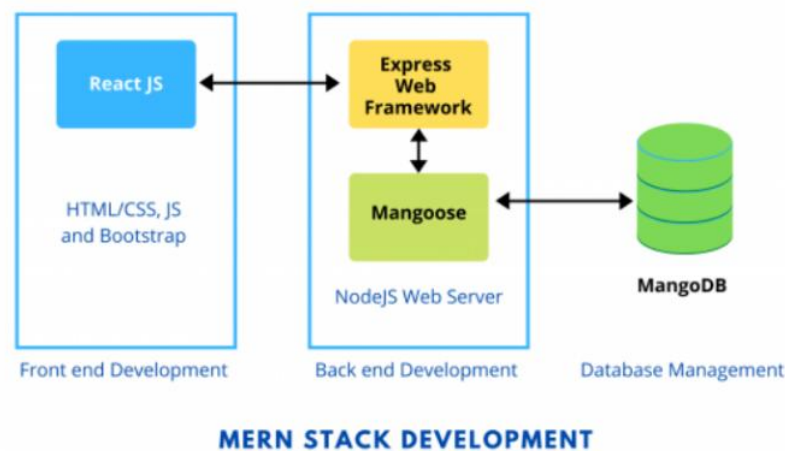 React JS
HTML/CSS, JS
and Bootstrap
Front end Development
Express
Web
Framework
Mangoose
NodeJS Web Server
Back end Development
MangoDB
Database Management
MERN STACK DEVELOPMENT